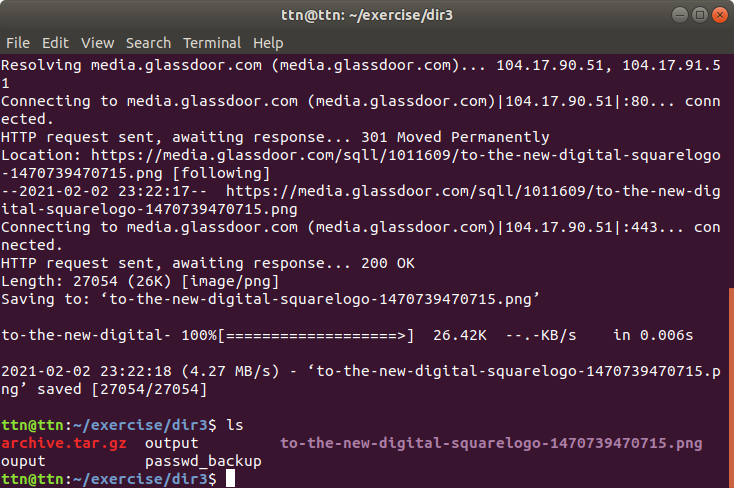 ttn@ttn: ~/exercise/dir3
File Edit View Search Terminal Help
Resolving media.glassdoor.com (media.glassdoor.com)... 104.17.90.51, 104.17.91.5
1
Connecting to media.glassdoor.com (media.glassdoor.com)|104.17.90.51|:80... conn
ected.
HTTP request sent, awaiting response... 301 Moved Permanently
Location: https://media.glassdoor.com/sqll/1011609/to-the-new-digital-squarelogo
-1470739470715.png [following]
--2021-02-02 23:22:17--  https://media.glassdoor.com/sqll/1011609/to-the-new-dig
ital-squarelogo-1470739470715.png
Connecting to media.glassdoor.com (media.glassdoor.com)|104.17.90.51|:443... con
nected.
HTTP request sent, awaiting response... 200 OK
Length: 27054 (26K) [image/png]
Saving to: ‘to-the-new-digital-squarelogo-1470739470715.png’
to-the-new-digital- 100%[===================>]  26.42K  --.-KB/s    in 0.006s
2021-02-02 23:22:18 (4.27 MB/s) - ‘to-the-new-digital-squarelogo-1470739470715.p
ng’ saved [27054/27054]
ttn@ttn:~/exercise/dir3$ ls
archive.tar.gz  output         to-the-new-digital-squarelogo-1470739470715.png
ouput           passwd_backup
ttn@ttn:~/exercise/dir3$